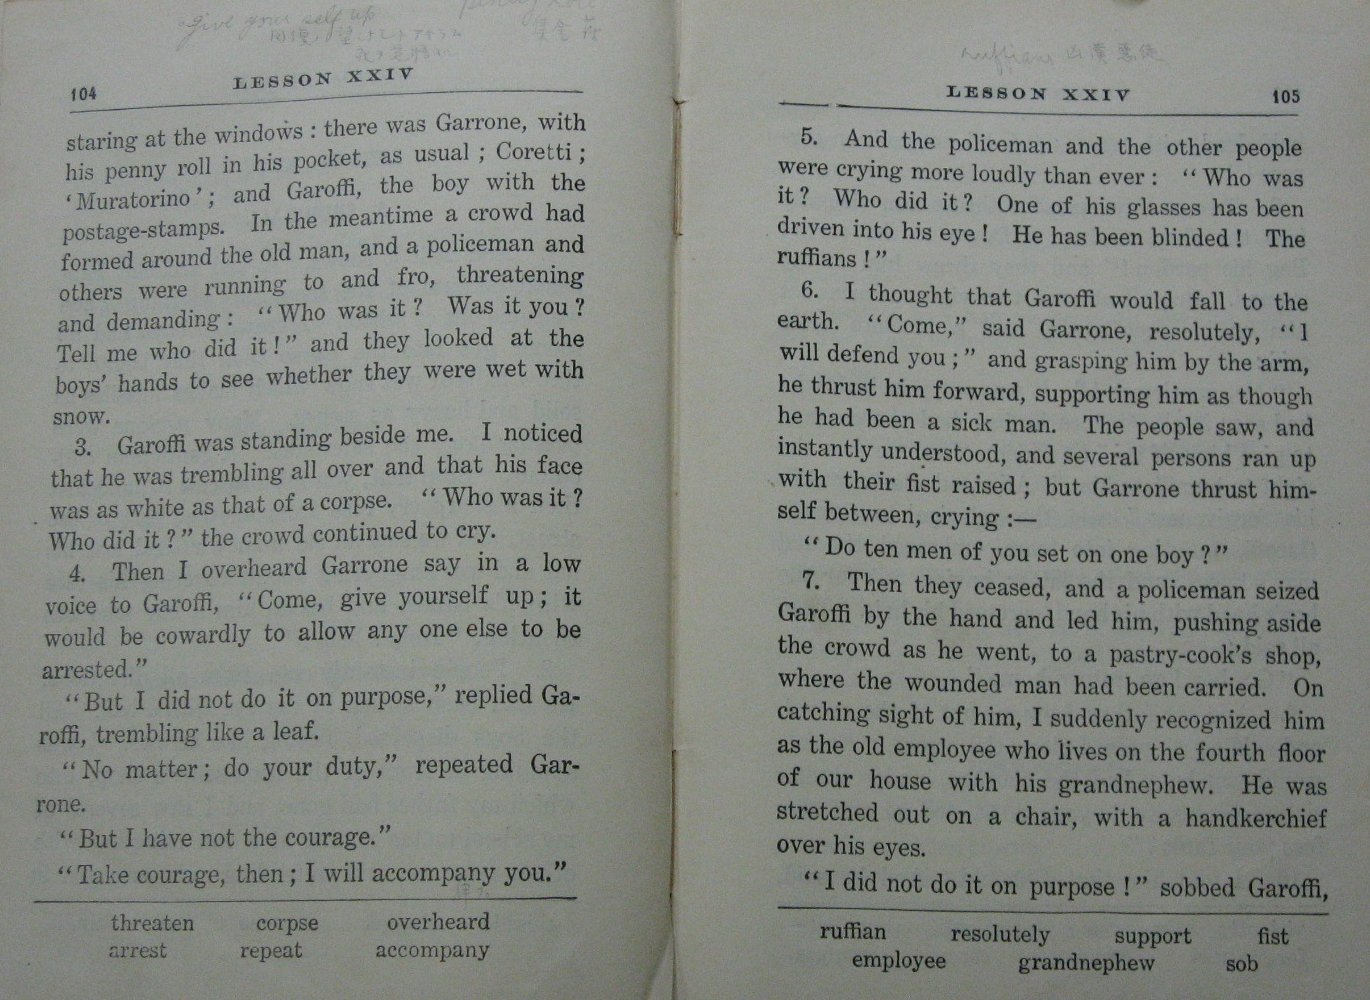 give your self up
104
LESSON XXIV
staring at the windows : there was Garrone, with
his penny roll in his pocket, as usual ; Coretti ;
‘Muratorino’ ; and Garoffi, the boy with the
postage-stamps. In the meantime a crowd had
formed around the old man, and a policeman and
others were running to and fro, threatening
and demanding : “Who was it ? Was it you ?
Tell me who did it !” and they looked at the
boys’ hands to see whether they were wet with
snow.
3. Garoffi was standing beside me. I noticed
that he was trembling all over and that his face
was as white as that of a corpse. “Who was it ?
Who did it ?” the crowd continued to cry.
4. Then I overheard Garrone say in a low
voice to Garoffi, “Come, give yourself up ; it
would be cowardly to allow any one else to be
arrested.”
“But I did not do it on purpose,” replied Ga-
roffi, trembling like a leaf.
“No matter ; do your duty,” repeated Gar-
rone.
“But I have not the courage.”
“Take courage, then ; I will accompany you.”
threaten corpse overheard
arrest repeat accompany
ruffians
LESSON XXIV
105
5. And the policeman and the other people
were crying more loudly than ever : “Who was
it ? Who did it ? One of his glasses has been
driven into his eye ! He has been blinded ! The
ruffians !”
6. I thought that Garoffi would fall to the
earth. “Come,” said Garrone, resolutely, “I
will defend you ;” and grasping him by the arm,
he thrust him forward, supporting him as though
he had been a sick man. The people saw, and
instantly understood, and several persons ran up
with their fist raised ; but Garrone thrust him-
self between, crying :—
“Do ten men of you set on one boy ?”
7. Then they ceased, and a policeman seized
Garoffi by the hand and led him, pushing aside
the crowd as he went, to a pastry-cook’s shop,
where the wounded man had been carried. On
catching sight of him, I suddenly recognized him
as the old employee who lives on the fourth floor
of our house with his grandnephew. He was
stretched out on a chair, with a handkerchief
over his eyes.
“I did not do it on purpose !” sobbed Garoffi,
ruffian resolutely support fist
employee grandnephew sob